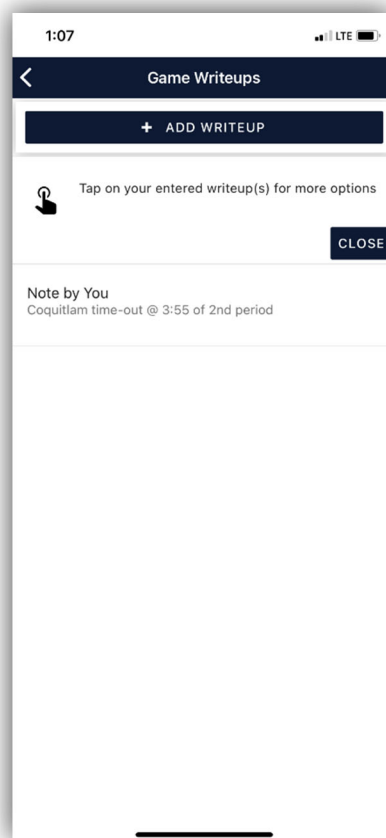 1:07
LTE
Game Writeups
+ ADD WRITEUP
Tap on your entered writeup(s) for more options
CLOSE
Note by You
Coquitlam time-out @ 3:55 of 2nd period